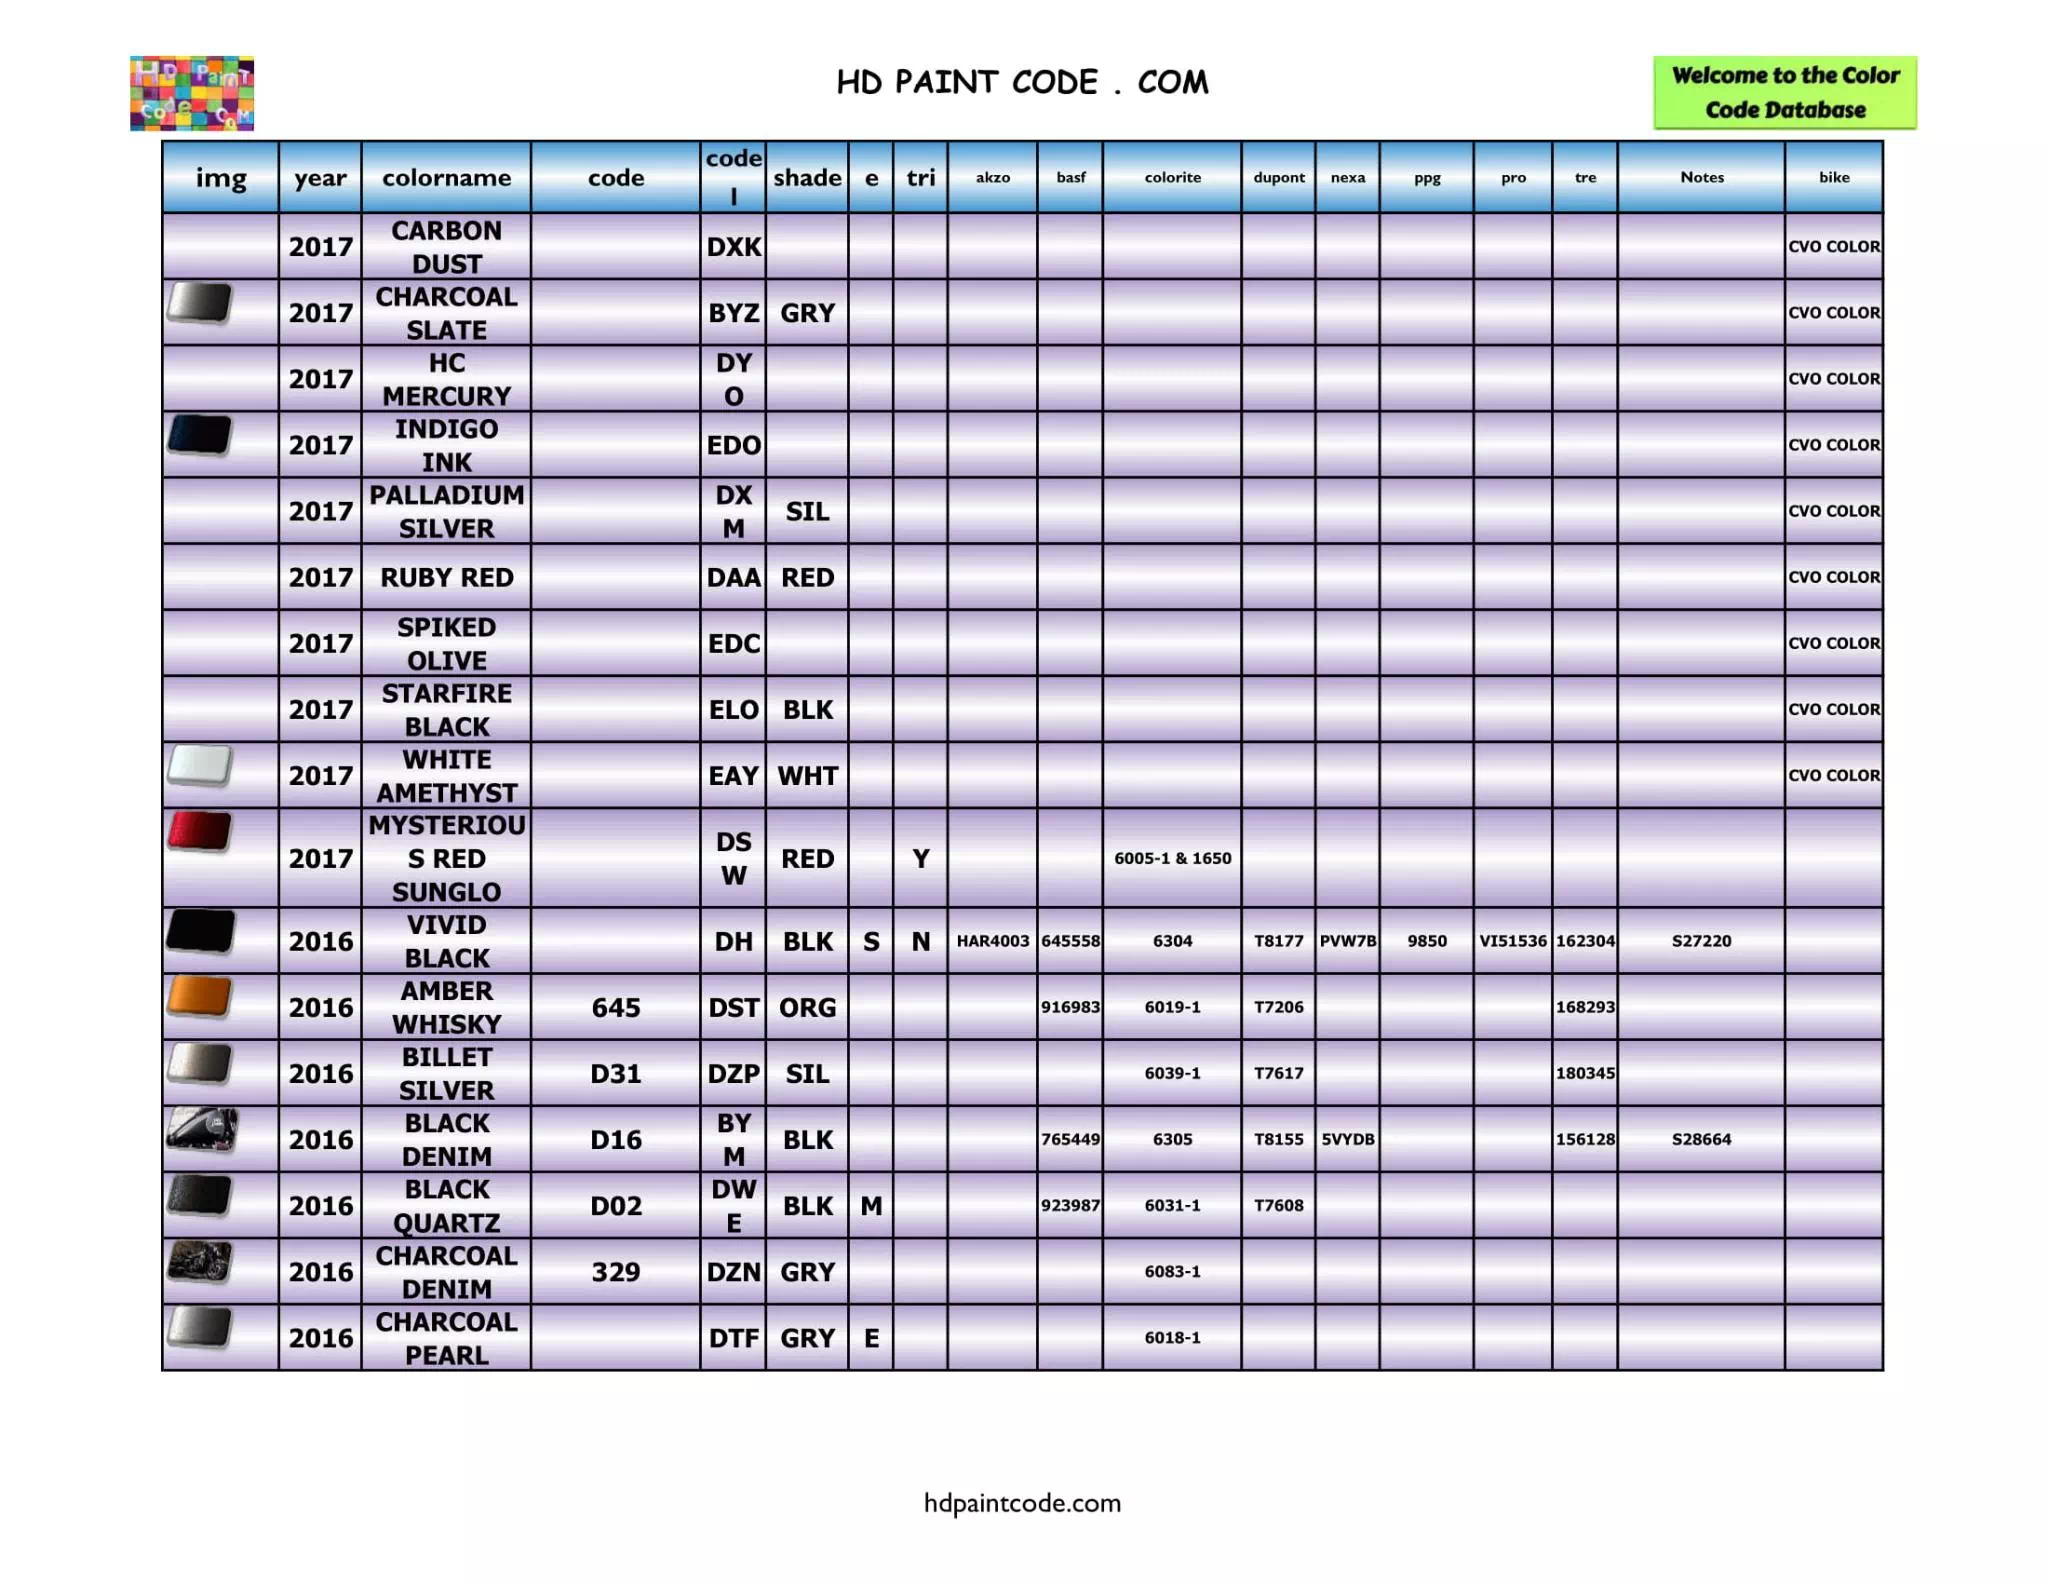 HD PainT
Code
CoM
HD PAINT CODE . COM
Welcome to the Color
Code Database
img year colorname code code l shade e tri akzo basf colorite dupont nexa ppg pro tre Notes bike
2017 CARBON DUST DXK CVO COLOR
2017 CHARCOAL SLATE BYZ GRY CVO COLOR
2017 HC MERCURY DYO CVO COLOR
2017 INDIGO INK EDO CVO COLOR
2017 PALLADIUM SILVER DXM SIL CVO COLOR
2017 RUBY RED DAA RED CVO COLOR
2017 SPIKED OLIVE EDC CVO COLOR
2017 STARFIRE BLACK ELO BLK CVO COLOR
2017 WHITE AMETHYST EAY WHT CVO COLOR
2017 MYSTERIOUS RED SUNGLO DSW RED Y 6005-1 & 1650
2016 VIVID BLACK DH BLK S N HAR4003 645558 6304 T8177 PVW7B 9850 VI51536 162304 S27220
2016 AMBER WHISKY 645 DST ORG 916983 6019-1 T7206 168293
2016 BILLET SILVER D31 DZP SIL 6039-1 T7617 180345
2016 BLACK DENIM D16 BYM BLK 765449 6305 T8155 5VYDB 156128 S28664
2016 BLACK QUARTZ D02 DWE BLK M 923987 6031-1 T7608
2016 CHARCOAL DENIM 329 DZN GRY 6083-1
2016 CHARCOAL PEARL DTF GRY E 6018-1
hdpaintcode.com